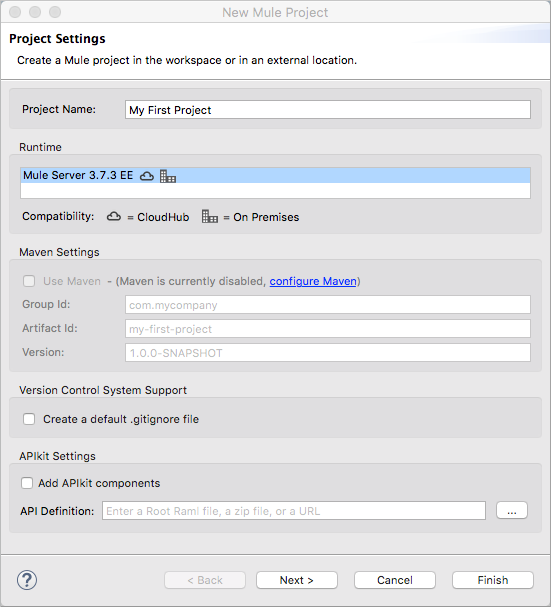 New Mule Project
Project Settings
Create a Mule project in the workspace or in an external location.
Project Name: My First Project
Runtime
Mule Server 3.7.3 EE
Compatibility: = CloudHub = On Premises
Maven Settings
Use Maven - (Maven is currently disabled, configure Maven)
Group Id: com.mycompany
Artifact Id: my-first-project
Version: 1.0.0-SNAPSHOT
Version Control System Support
Create a default .gitignore file
APIkit Settings
Add APIkit components
API Definition: Enter a Root Raml file, a zip file, or a URL ...
? < Back Next > Cancel Finish